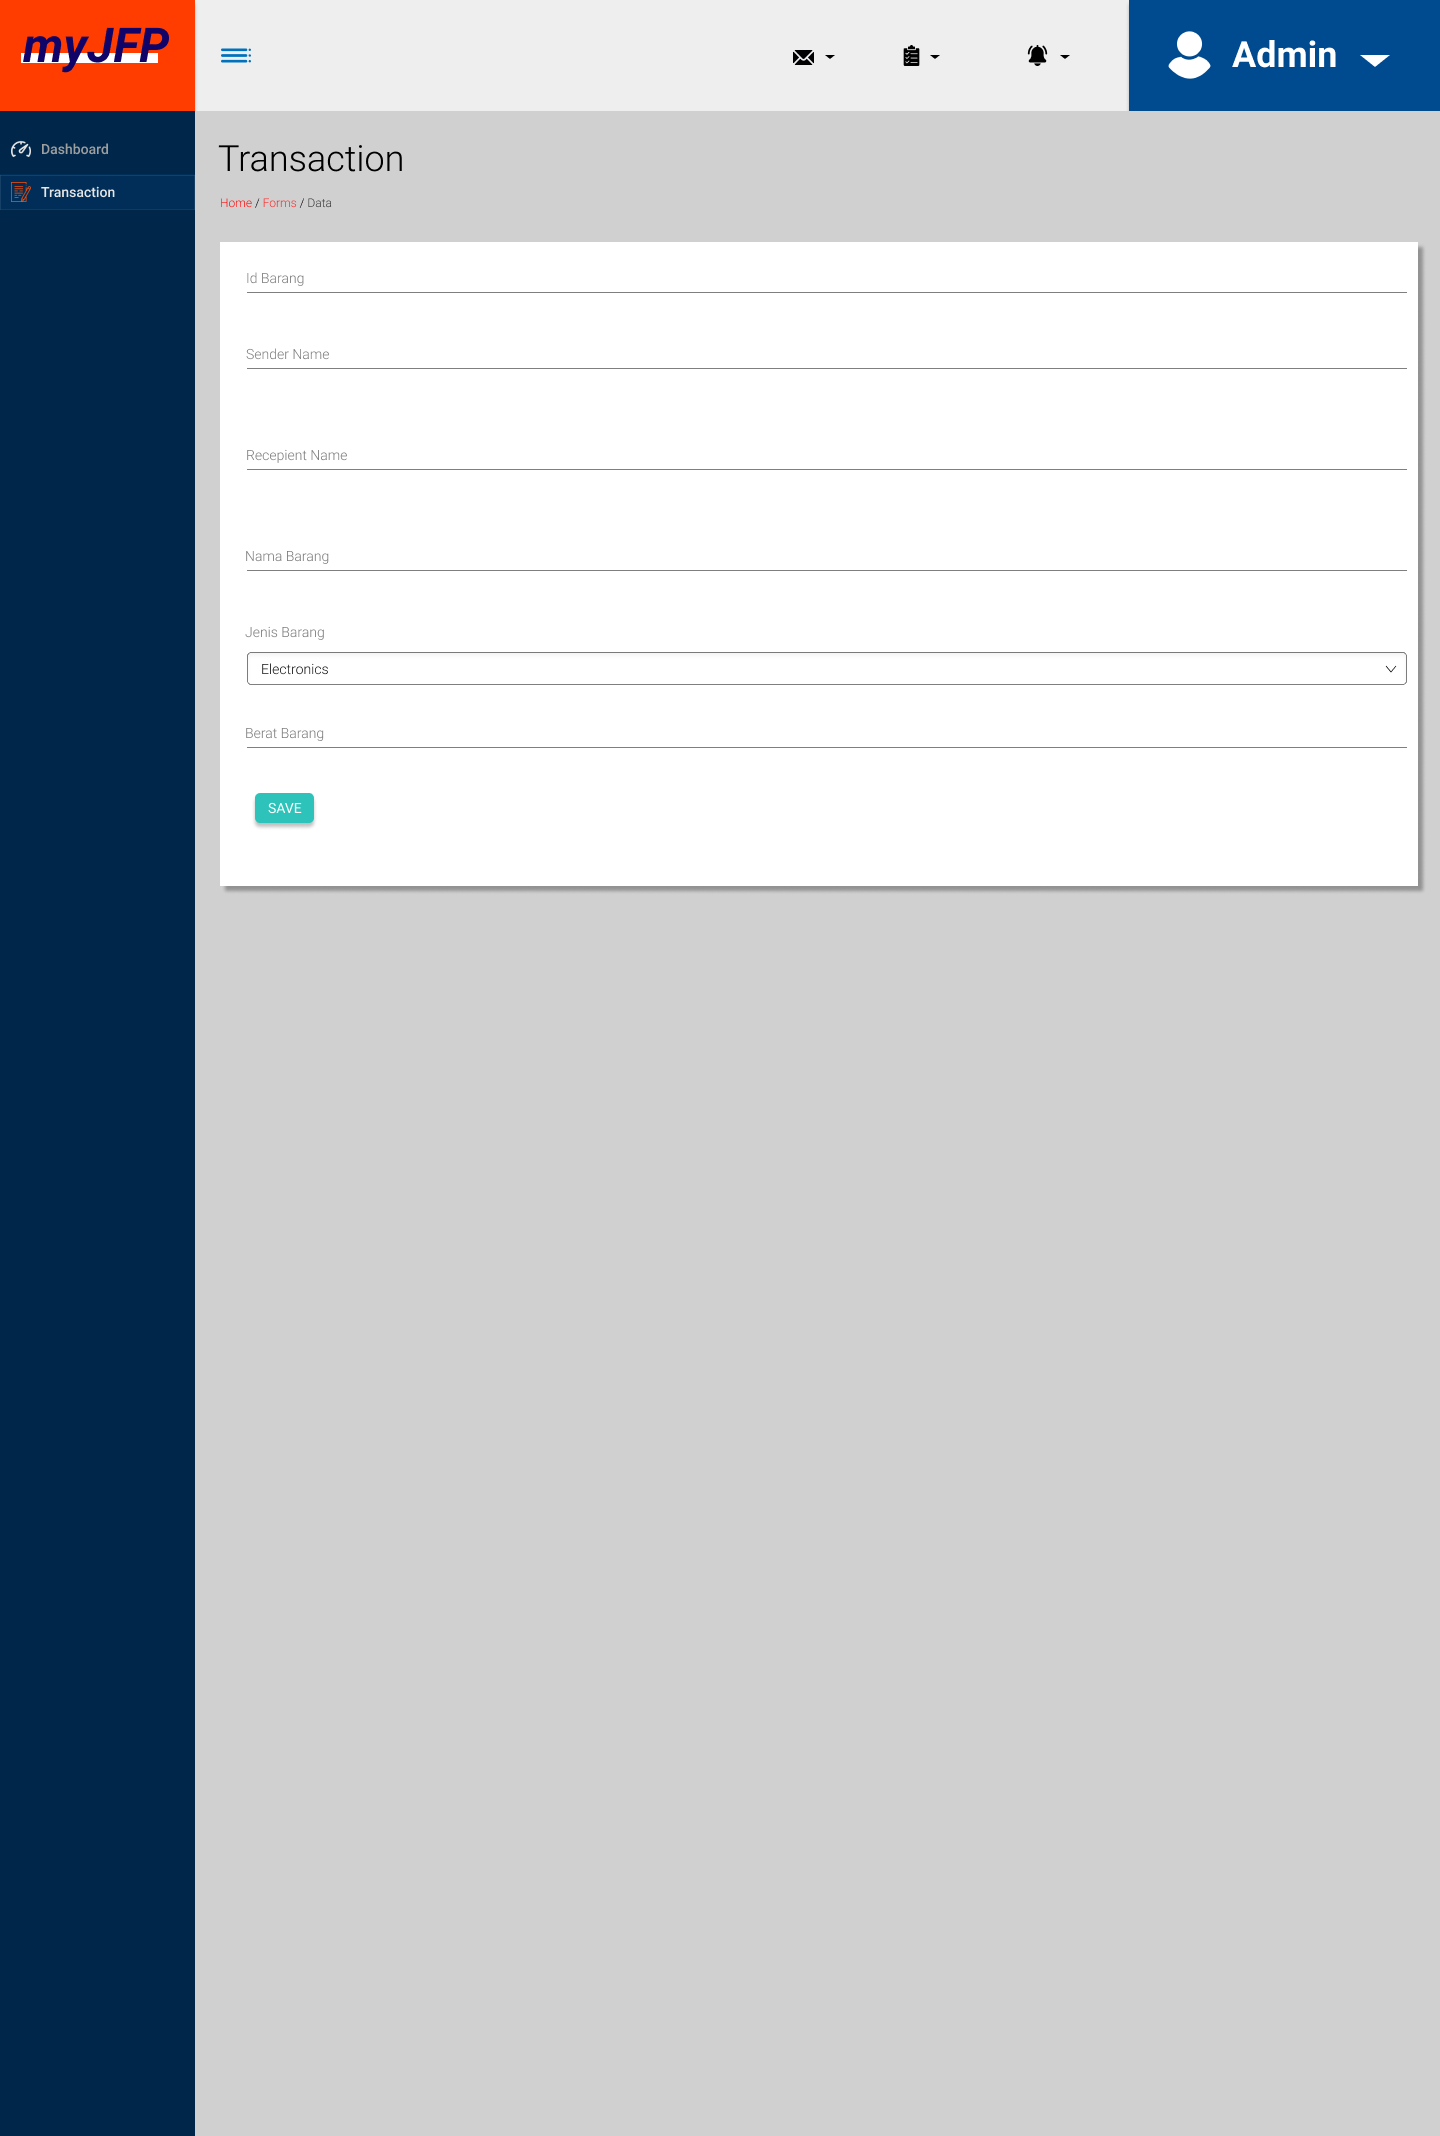 myJFP
Admin
Dashboard
Transaction
Transaction
Home / Forms / Data
Id Barang
Sender Name
Recepient Name
Nama Barang
Jenis Barang
Electronics
Berat Barang
SAVE